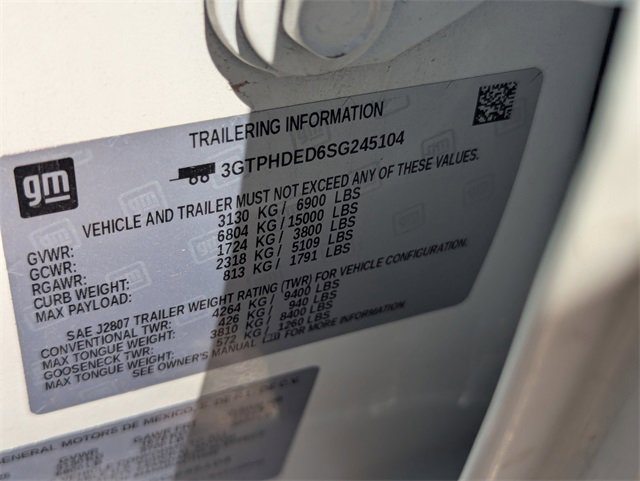 TRAILERING INFORMATION
3GTPHDED6SG245104
gm
VEHICLE AND TRAILER MUST NOT EXCEED ANY OF THESE VALUES.
GVWR: 3130 KG / 6900 LBS
GCWR: 6804 KG / 15000 LBS
RGAWR: 1724 KG / 3800 LBS
CURB WEIGHT: 2318 KG / 5109 LBS
MAX PAYLOAD: 813 KG / 1791 LBS
SAE J2807 TRAILER WEIGHT RATING (TWR) FOR VEHICLE CONFIGURATION.
CONVENTIONAL TWR: 4264 KG / 9400 LBS
MAX TONGUE WEIGHT: 426 KG / 940 LBS
GOOSENECK TWR: 3810 KG / 8400 LBS
MAX TONGUE WEIGHT: 572 KG / 1260 LBS
SEE OWNER'S MANUAL FOR MORE INFORMATION.
GENERAL MOTORS DE MEXICO
GVWR